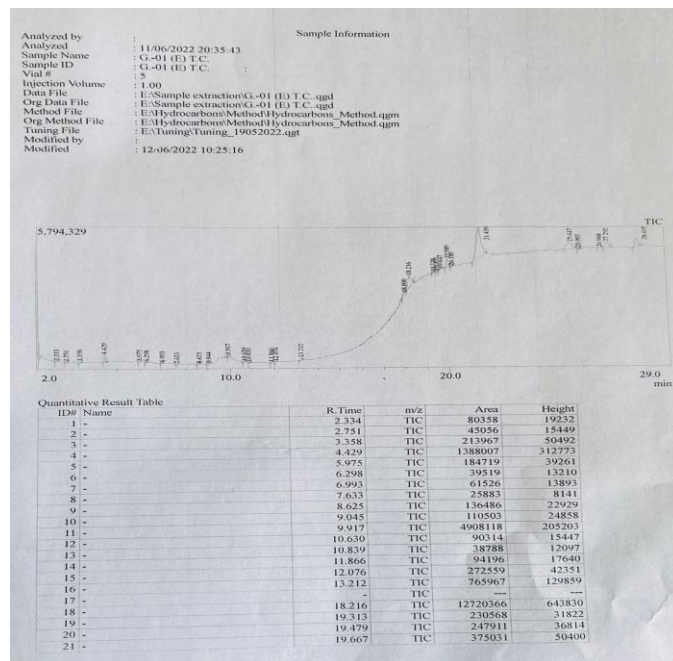 Sample Information
Analyzed by :
Analyzed : 11/06/2022 20:35:43
Sample Name : G.-01 (E) T.C.
Sample ID : G.-01 (E) T.C. :
Vial # : 5
Injection Volume : 1.00
Data File : E:\Sample extraction\G.-01 (E) T.C..qgd
Org Data File : E:\Sample extraction\G.-01 (E) T.C..qgd
Method File : E:\Hydrocarbons\Method\Hydrocarbons_Method.qgm
Org Method File : E:\Hydrocarbons\Method\Hydrocarbons_Method.qgm
Tuning File : E:\Tuning\Tuning_19052022.qgt
Modified by :
Modified : 12/06/2022 10:25:16
TIC
5,794,329
4.429
18.216
21.429
13.212
2.0 10.0 20.0 29.0
min
Quantitative Result Table
ID# Name R.Time m/z Area Height
1 - 2.334 TIC 80358 19232
2 - 2.751 TIC 45056 15449
3 - 3.358 TIC 213967 50492
4 - 4.429 TIC 1388007 312773
5 - 5.975 TIC 184719 39261
6 - 6.298 TIC 39519 13210
7 - 6.993 TIC 61526 13893
8 - 7.633 TIC 25883 8141
9 - 8.625 TIC 136486 22929
10 - 9.045 TIC 110503 24858
11 - 9.917 TIC 4908118 205203
12 - 10.630 TIC 90314 15447
13 - 10.839 TIC 38788 12097
14 - 11.866 TIC 94196 17640
15 - 12.076 TIC 272559 42351
16 - 13.212 TIC 765967 129859
17 - - TIC --- ---
18 - 18.216 TIC 12720366 643830
19 - 19.313 TIC 230568 31822
20 - 19.479 TIC 247911 36814
21 - 19.667 TIC 375031 50400